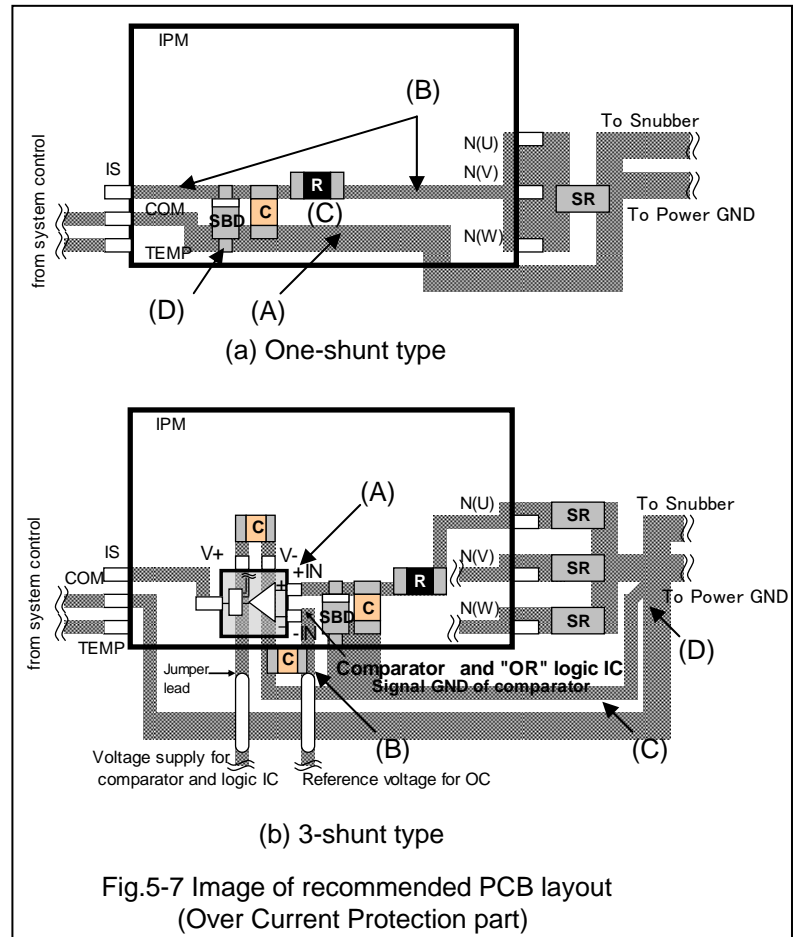 IPM
(B)
To Snubber
N(U)
IS
N(V)
R
COM
SBD
C
(C)
SR
To Power GND
from system control
TEMP
N(W)
(D)
(A)
(a) One-shunt type
IPM
(A)
C
N(U)
SR
To Snubber
IS
V+
V-
+IN
R
N(V)
SR
COM
+
To Power GND
from system control
SBD
C
N(W)
SR
TEMP
-
-IN
(D)
C
Comparator and "OR" logic IC
Jumper
lead
Signal GND of comparator
(B)
(C)
Voltage supply for
comparator and logic IC
Reference voltage for OC
(b) 3-shunt type
Fig.5-7 Image of recommended PCB layout
(Over Current Protection part)